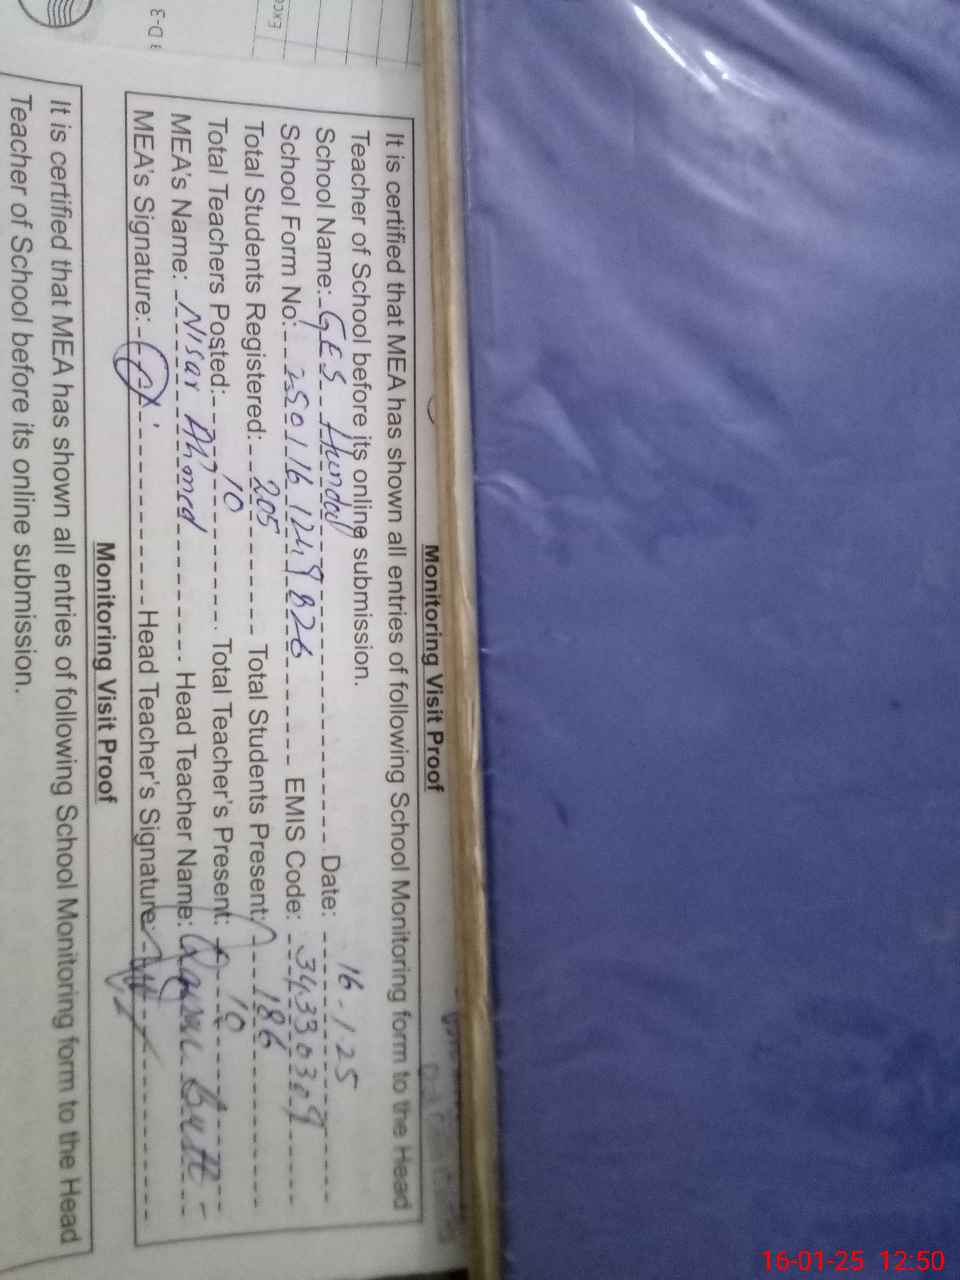 Monitoring Visit Proof
It is certified that MEA has shown all entries of following School Monitoring form to the Head
Teacher of School before its online submission.
School Name: GES Hundal Date: 16-1-25
School Form No: 250116 1249826 EMIS Code: 34330309
Total Students Registered: 205 Total Students Present: 186
Total Teachers Posted: 10 Total Teacher's Present: 10
MEA's Name: Nisar Ahmed Head Teacher Name: Butt
MEA's Signature: Head Teacher's Signature:
Monitoring Visit Proof
It is certified that MEA has shown all entries of following School Monitoring form to the Head
Teacher of School before its online submission.
16-01-25 12:50